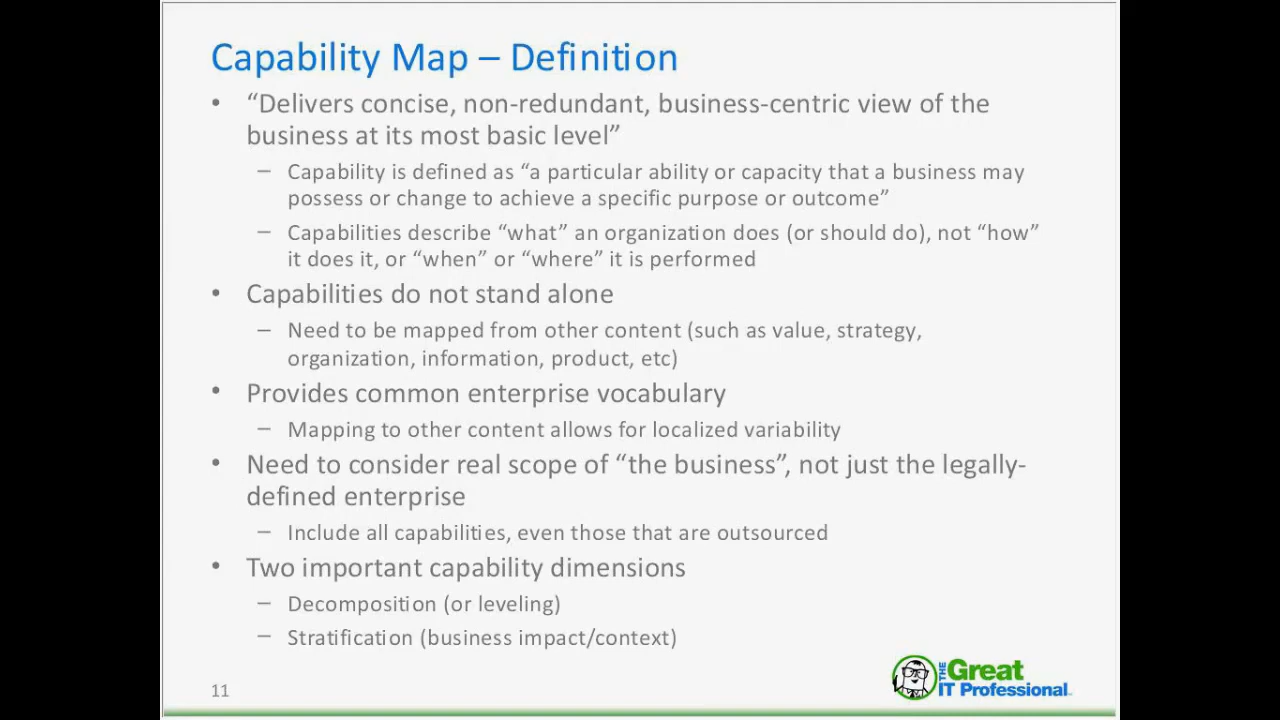 Capability Map – Definition
• “Delivers concise, non-redundant, business-centric view of the
business at its most basic level”
– Capability is defined as “a particular ability or capacity that a business may
possess or change to achieve a specific purpose or outcome”
– Capabilities describe “what” an organization does (or should do), not “how”
it does it, or “when” or “where” it is performed
• Capabilities do not stand alone
– Need to be mapped from other content (such as value, strategy,
organization, information, product, etc)
• Provides common enterprise vocabulary
– Mapping to other content allows for localized variability
• Need to consider real scope of “the business”, not just the legally-
defined enterprise
– Include all capabilities, even those that are outsourced
• Two important capability dimensions
– Decomposition (or leveling)
– Stratification (business impact/context)
11
THE Great
IT Professional